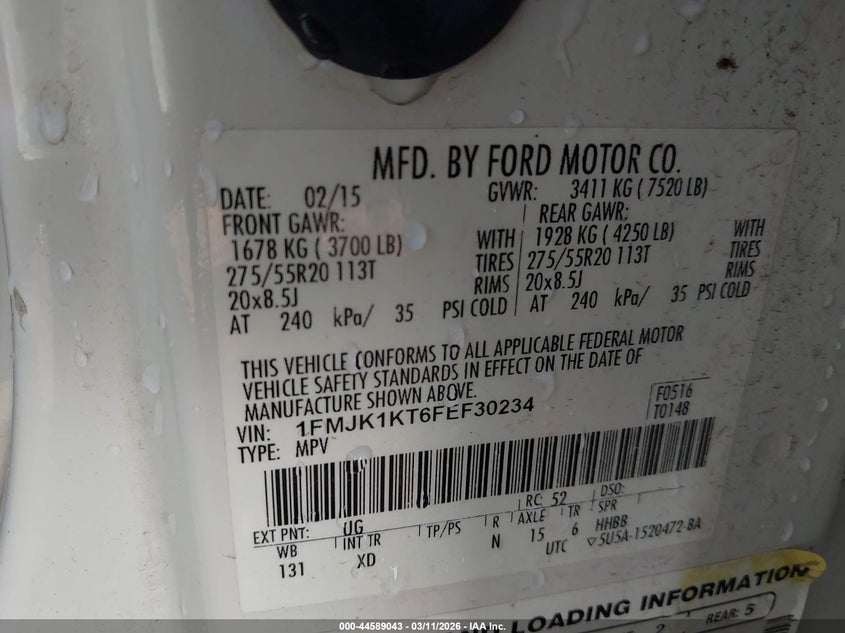 MFD. BY FORD MOTOR CO.
DATE: 02/15 GVWR: 3411 KG ( 7520 LB)
FRONT GAWR: REAR GAWR:
1678 KG ( 3700 LB) WITH 1928 KG ( 4250 LB) WITH
275/55R20 113T TIRES 275/55R20 113T TIRES
20x8.5J RIMS 20x8.5J RIMS
AT 240 kPa/ 35 PSI COLD AT 240 kPa/ 35 PSI COLD
THIS VEHICLE CONFORMS TO ALL APPLICABLE FEDERAL MOTOR
VEHICLE SAFETY STANDARDS IN EFFECT ON THE DATE OF
MANUFACTURE SHOWN ABOVE.
F0516
VIN: 1FMJK1KT6FEF30234
T0148
TYPE: MPV
EXT PNT: UG RC: 52 DSO:
WB INT TR TP/PS R AXLE TR SPR
131 XD N 15 6 HHBB
UTC ▽5U5A-1520472-BA
LOADING INFORMATION
2 REAR: 5
000-44589043 - 03/11/2026 - IAA, Inc.